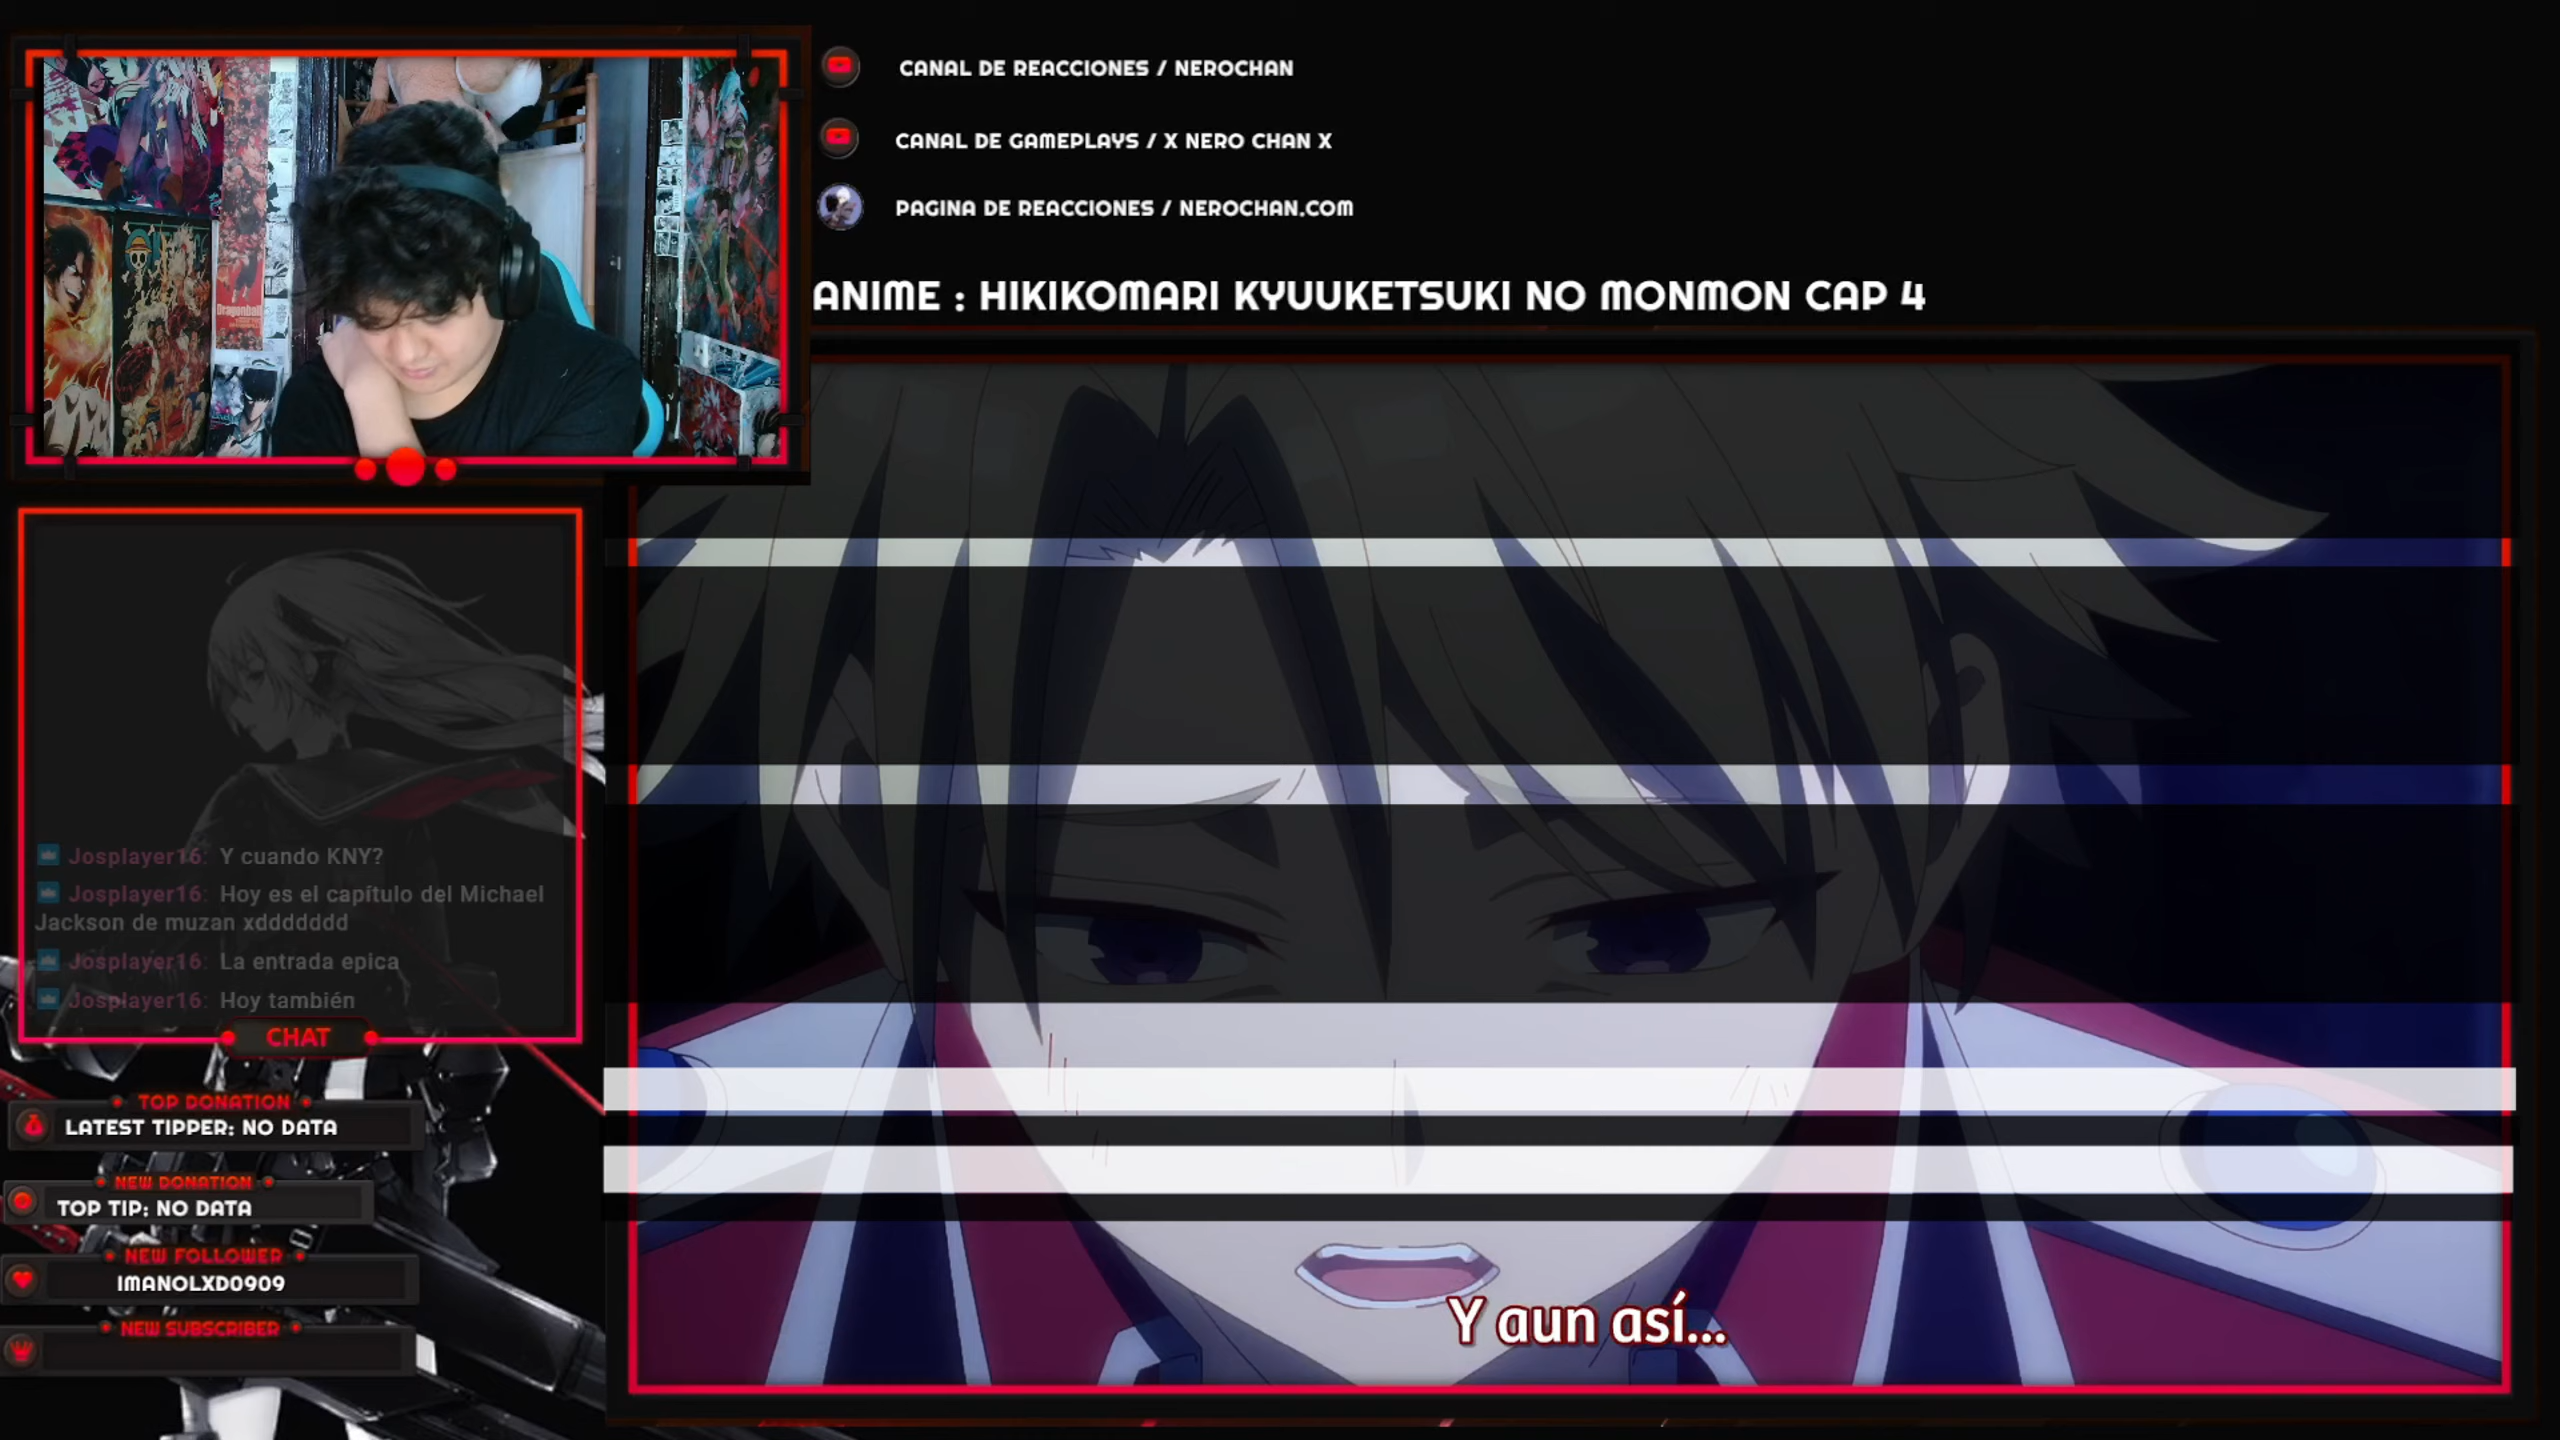 CANAL DE REACCIONES / NEROCHAN
CANAL DE GAMEPLAYS / X NERO CHAN X
PAGINA DE REACCIONES / NEROCHAN.COM
ANIME : HIKIKOMARI KYUUKETSUKI NO MONMON CAP 4
Dragonball
Josplayer16: Y cuando KNY?
Josplayer16: Hoy es el capítulo del Michael
Jackson de muzan xddddddd
Josplayer16: La entrada epica
Josplayer16: Hoy también
CHAT
TOP DONATION
LATEST TIPPER: NO DATA
NEW DONATION
TOP TIP: NO DATA
NEW FOLLOWER
IMANOLXD0909
NEW SUBSCRIBER
Y aun así...